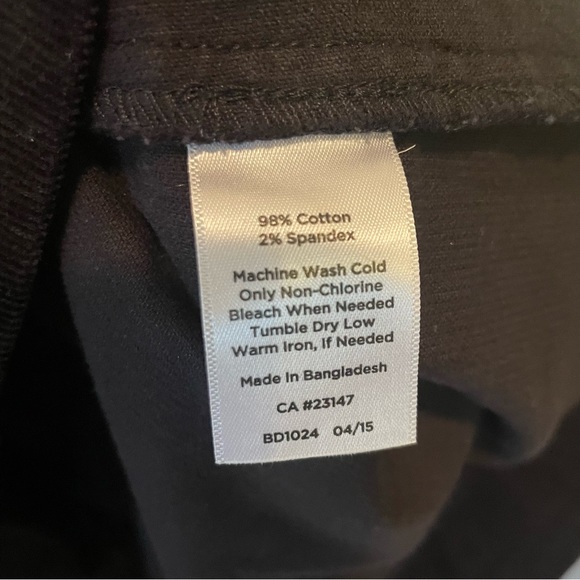 98% Cotton
2% Spandex
Machine Wash Cold
Only Non-Chlorine
Bleach When Needed
Tumble Dry Low
Warm Iron, If Needed
Made In Bangladesh
CA #23147
BD1024 04/15